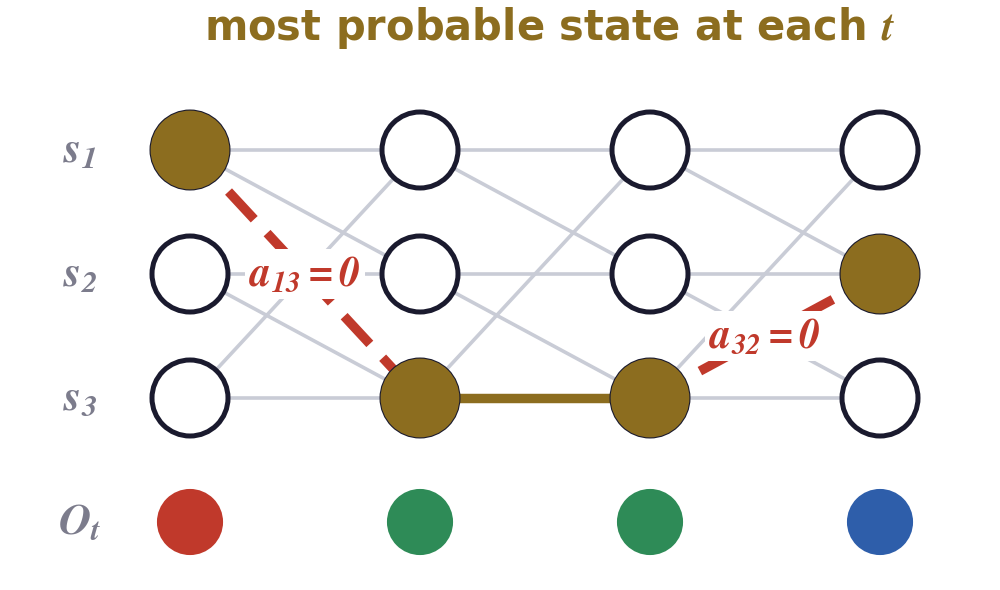 most probable state at each t
s1
a13 = 0
s2
a32 = 0
s3
Ot